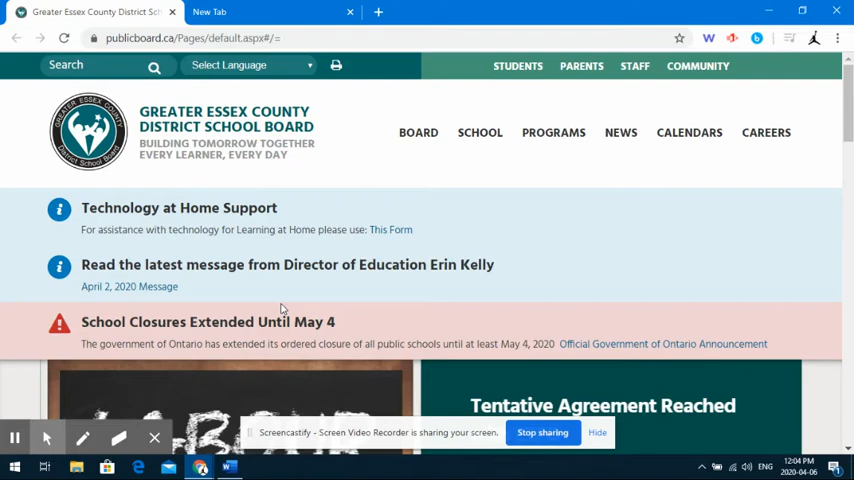 Greater Essex County District Sch
New Tab
publicboard.ca/Pages/default.aspx#/=
W
Search
Select Language
STUDENTS PARENTS STAFF COMMUNITY
GREATER ESSEX COUNTY
DISTRICT SCHOOL BOARD
BUILDING TOMORROW TOGETHER
EVERY LEARNER, EVERY DAY
GREATER ESSEX COUNTY
District School Board
BOARD SCHOOL PROGRAMS NEWS CALENDARS CAREERS
Technology at Home Support
For assistance with technology for Learning at Home please use: This Form
Read the latest message from Director of Education Erin Kelly
April 2, 2020 Message
School Closures Extended Until May 4
The government of Ontario has extended its ordered closure of all public schools until at least May 4, 2020 Official Government of Ontario Announcement
Tentative Agreement Reached
Screencastify - Screen Video Recorder is sharing your screen.
Stop sharing
Hide
ENG
12:04 PM
2020-04-06